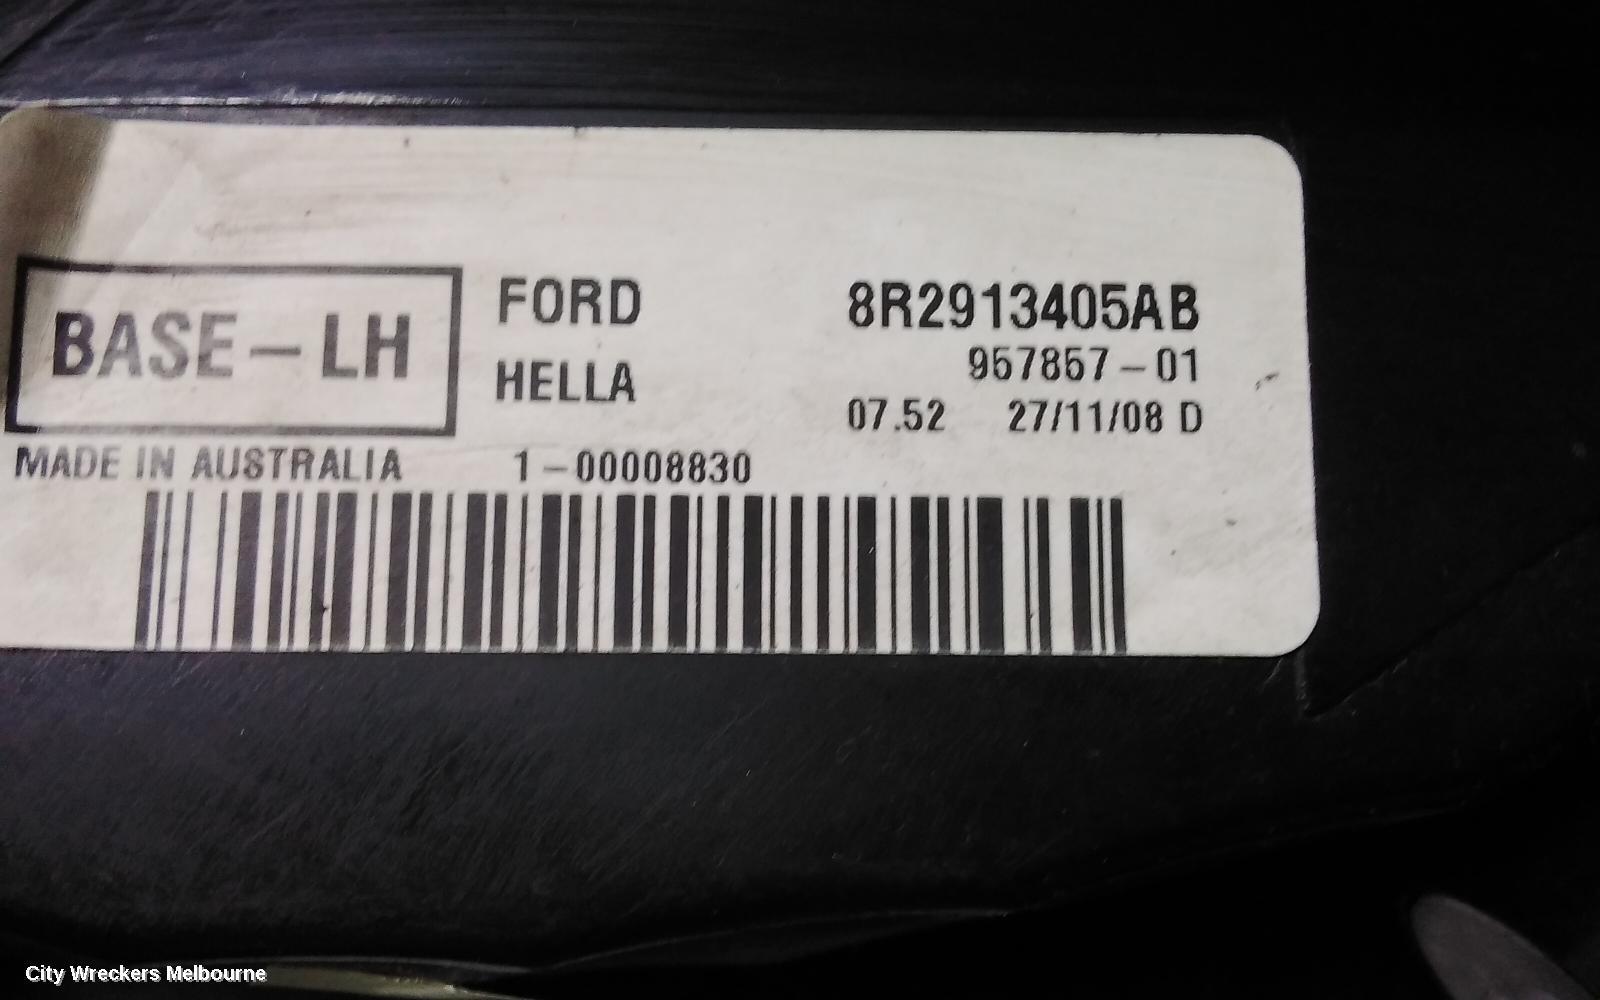 BASE-LH
FORD
HELLA
8R2913405AB
957857-01
07.52 27/11/08 D
MADE IN AUSTRALIA 1-00008830
City Wreckers Melbourne